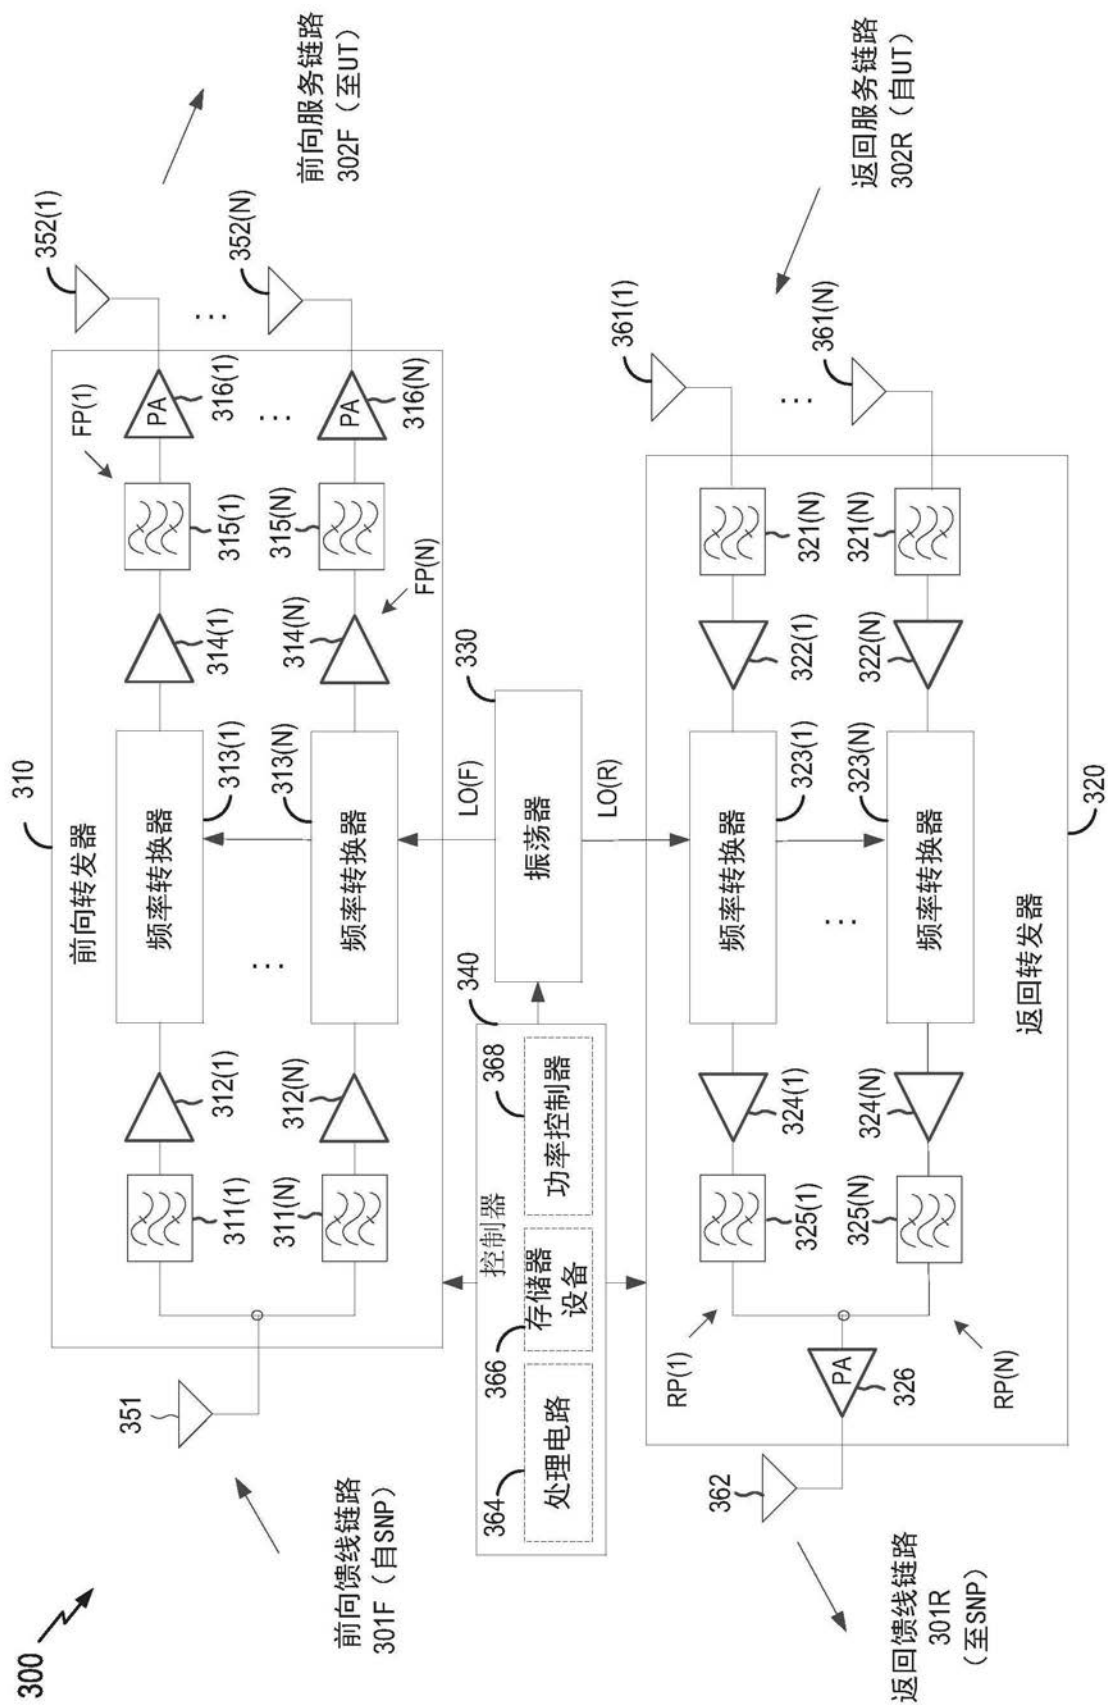 300
310
前向转发器
351
前向馈线链路
301F（自SNP）
311(1)
312(1)
频率转换器
313(1)
314(1)
315(1)
FP(1)
PA
316(1)
352(1)
前向服务链路
302F（至UT）
...
...
...
311(N)
312(N)
频率转换器
313(N)
314(N)
FP(N)
315(N)
PA
316(N)
352(N)
控制器
340
处理电路
364
存储器
设备
366
功率控制器
368
振荡器
330
LO(F)
LO(R)
返回服务链路
302R（自UT）
361(1)
...
361(N)
321(N)
322(1)
频率转换器
323(1)
324(1)
325(1)
RP(1)
321(N)
322(N)
频率转换器
323(N)
324(N)
325(N)
RP(N)
...
PA
326
362
返回转发器
320
返回馈线链路
301R
（至SNP）